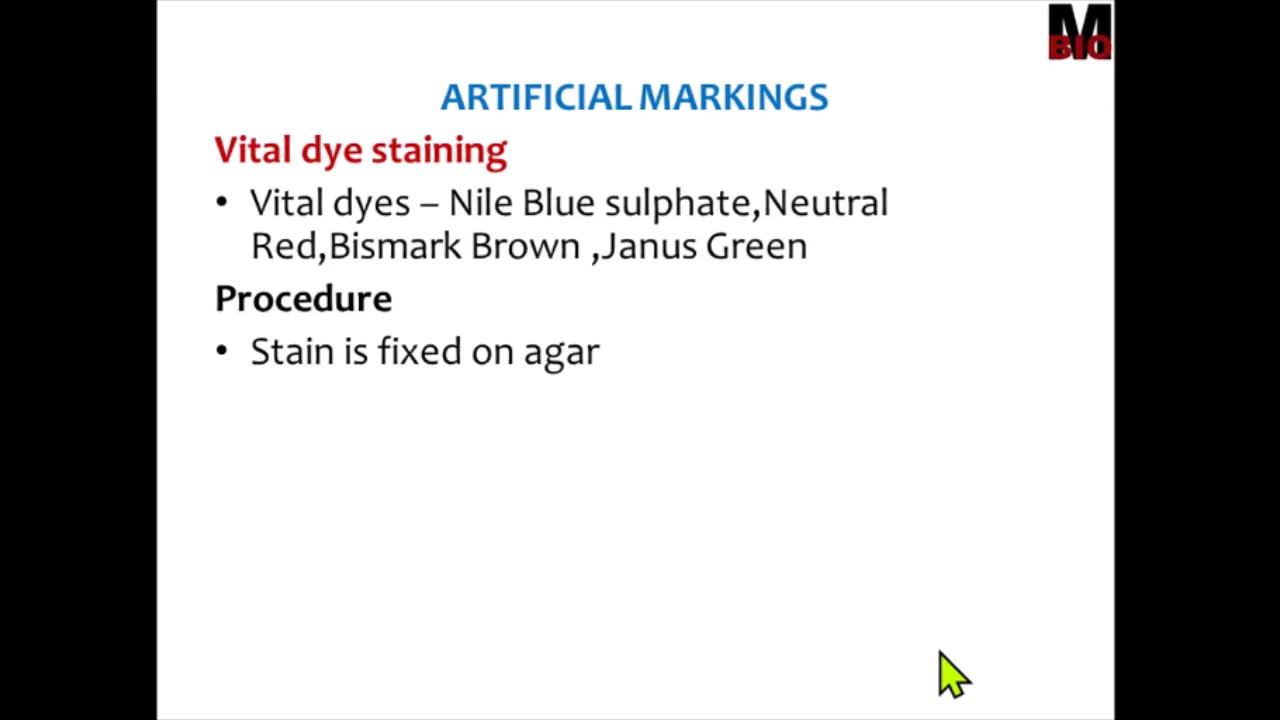 M
BIO
ARTIFICIAL MARKINGS
Vital dye staining
• Vital dyes – Nile Blue sulphate,Neutral
Red,Bismark Brown ,Janus Green
Procedure
• Stain is fixed on agar